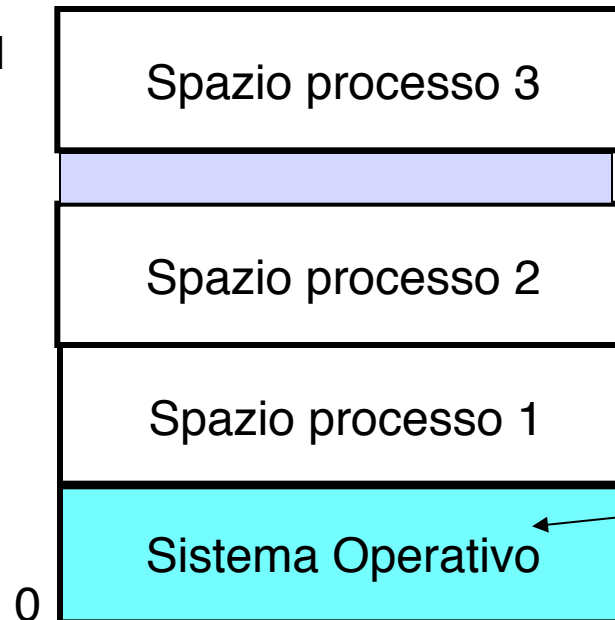 Spazio processo 3
Spazio processo 2
Spazio processo 1
Sistema Operativo
0